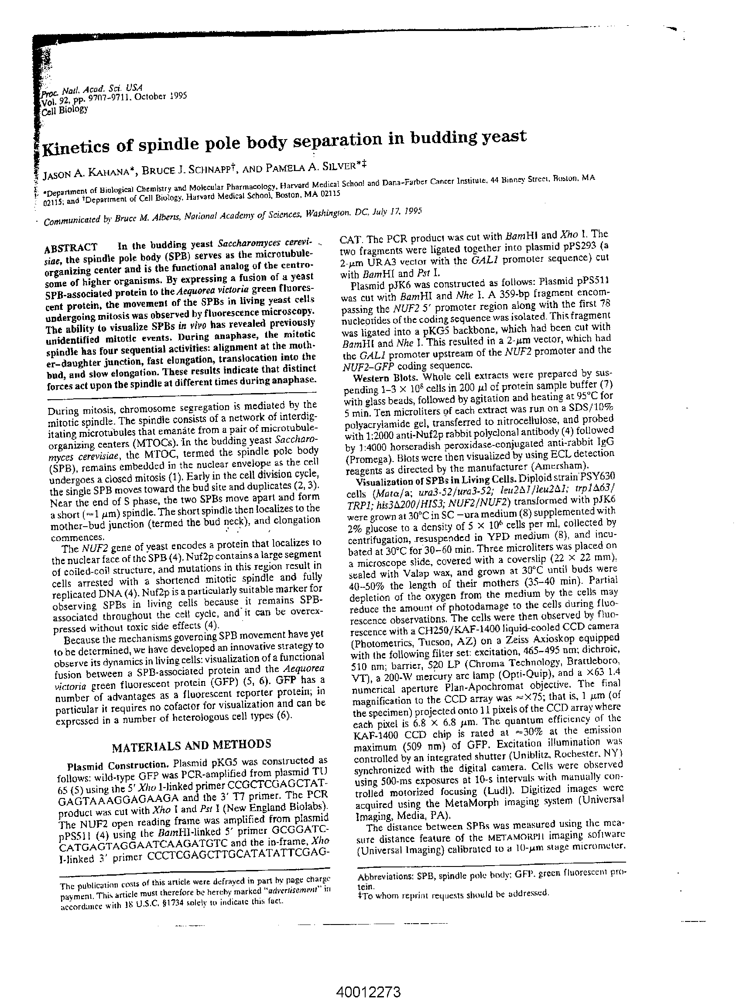 Proc. Natl. Acad. Sci. USA
Vol. 92, pp. 9707-9711, October 1995
Cell Biology
Kinetics of spindle pole body separation in budding yeast
JASON A. KAHANA*, BRUCE J. SCHNAPP†, AND PAMELA A. SILVER*‡
*Department of Biological Chemistry and Molecular Pharmacology, Harvard Medical School and Dana-Farber Cancer Institute, 44 Binney Street, Boston, MA
02115; and †Department of Cell Biology, Harvard Medical School, Boston, MA 02115
Communicated by Bruce M. Alberts, National Academy of Sciences, Washington, DC, July 17, 1995
ABSTRACT In the budding yeast Saccharomyces cerevi-
siae, the spindle pole body (SPB) serves as the microtubule-
organizing center and is the functional analog of the centro-
some of higher organisms. By expressing a fusion of a yeast
SPB-associated protein to the Aequorea victoria green fluores-
cent protein, the movement of the SPBs in living yeast cells
undergoing mitosis was observed by fluorescence microscopy.
The ability to visualize SPBs in vivo has revealed previously
unidentified mitotic events. During anaphase, the mitotic
spindle has four sequential activities: alignment at the moth-
er-daughter junction, fast elongation, translocation into the
bud, and slow elongation. These results indicate that distinct
forces act upon the spindle at different times during anaphase.
During mitosis, chromosome segregation is mediated by the
mitotic spindle. The spindle consists of a network of interdig-
itating microtubules that emanate from a pair of microtubule-
organizing centers (MTOCs). In the budding yeast Saccharo-
myces cerevisiae, the MTOC, termed the spindle pole body
(SPB), remains embedded in the nuclear envelope as the cell
undergoes a closed mitosis (1). Early in the cell division cycle,
the single SPB moves toward the bud site and duplicates (2, 3).
Near the end of S phase, the two SPBs move apart and form
a short (≈1 μm) spindle. The short spindle then localizes to the
mother-bud junction (termed the bud neck), and elongation
commences.
The NUF2 gene of yeast encodes a protein that localizes to
the nuclear face of the SPB (4). Nuf2p contains a large segment
of coiled-coil structure, and mutations in this region result in
cells arrested with a shortened mitotic spindle and fully
replicated DNA (4). Nuf2p is a particularly suitable marker for
observing SPBs in living cells because it remains SPB-
associated throughout the cell cycle, and it can be overex-
pressed without toxic side effects (4).
Because the mechanisms governing SPB movement have yet
to be determined, we have developed an innovative strategy to
observe its dynamics in living cells: visualization of a functional
fusion between a SPB-associated protein and the Aequorea
victoria green fluorescent protein (GFP) (5, 6). GFP has a
number of advantages as a fluorescent reporter protein; in
particular it requires no cofactor for visualization and can be
expressed in a number of heterologous cell types (6).
MATERIALS AND METHODS
Plasmid Construction. Plasmid pKG5 was constructed as
follows: wild-type GFP was PCR-amplified from plasmid TU
65 (5) using the 5′ Xho I-linked primer CCGCTCGAGCTAT-
GAGTAAAGGAGAAGA and the 3′ T7 primer. The PCR
product was cut with Xho I and Pst I (New England Biolabs).
The NUF2 open reading frame was amplified from plasmid
pPS511 (4) using the BamHI-linked 5′ primer GCGGATC-
CATGAGTAGGAATCAAGATGTC and the in-frame, Xho
I-linked 3′ primer CCCTCGAGCTTGCATATATTCGAG-
The publication costs of this article were defrayed in part by page charge
payment. This article must therefore be hereby marked "advertisement" in
accordance with 18 U.S.C. §1734 solely to indicate this fact.
CAT. The PCR product was cut with BamHI and Xho I. The
two fragments were ligated together into plasmid pPS293 (a
2-μm URA3 vector with the GAL1 promoter sequence) cut
with BamHI and Pst I.
Plasmid pJK6 was constructed as follows: Plasmid pPS511
was cut with BamHI and Nhe I. A 359-bp fragment encom-
passing the NUF2 5′ promoter region along with the first 78
nucleotides of the coding sequence was isolated. This fragment
was ligated into a pKG5 backbone, which had been cut with
BamHI and Nhe I. This resulted in a 2-μm vector, which had
the GAL1 promoter upstream of the NUF2 promoter and the
NUF2–GFP coding sequence.
Western Blots. Whole cell extracts were prepared by sus-
pending 1–3 × 10⁶ cells in 200 μl of protein sample buffer (7)
with glass beads, followed by agitation and heating at 95°C for
5 min. Ten microliters of each extract was run on a SDS/10%
polyacrylamide gel, transferred to nitrocellulose, and probed
with 1:2000 anti-Nuf2p rabbit polyclonal antibody (4) followed
by 1:4000 horseradish peroxidase-conjugated anti-rabbit IgG
(Promega). Blots were then visualized by using ECL detection
reagents as directed by the manufacturer (Amersham).
Visualization of SPBs in Living Cells. Diploid strain PSY630
cells (Mata/α; ura3-52/ura3-52; leu2Δ1/leu2Δ1; trp1Δ63/
TRP1; his3Δ200/HIS3; NUF2/NUF2) transformed with pJK6
were grown at 30°C in SC −ura medium (8) supplemented with
2% glucose to a density of 5 × 10⁶ cells per ml, collected by
centrifugation, resuspended in YPD medium (8), and incu-
bated at 30°C for 30–60 min. Three microliters was placed on
a microscope slide, covered with a coverslip (22 × 22 mm),
sealed with Valap wax, and grown at 30°C until buds were
40–50% the length of their mothers (35–40 min). Partial
depletion of the oxygen from the medium by the cells may
reduce the amount of photodamage to the cells during fluo-
rescence observations. The cells were then observed by fluo-
rescence with a CH250/KAF-1400 liquid-cooled CCD camera
(Photometrics, Tucson, AZ) on a Zeiss Axioskop equipped
with the following filter set: excitation, 465–495 nm; dichroic,
510 nm; barrier, 520 LP (Chroma Technology, Brattleboro,
VT), a 200-W mercury arc lamp (Opti-Quip), and a ×63 1.4
numerical aperture Plan-Apochromat objective. The final
magnification to the CCD array was ≈×75; that is, 1 μm (of
the specimen) projected onto 11 pixels of the CCD array where
each pixel is 6.8 × 6.8 μm. The quantum efficiency of the
KAF-1400 CCD chip is rated at ≈30% at the emission
maximum (509 nm) of GFP. Excitation illumination was
controlled by an integrated shutter (Uniblitz, Rochester, NY)
synchronized with the digital camera. Cells were observed
using 500-ms exposures at 10-s intervals with manually con-
trolled motorized focusing (Ludl). Digitized images were
acquired using the MetaMorph imaging system (Universal
Imaging, Media, PA).
The distance between SPBs was measured using the mea-
sure distance feature of the METAMORPH imaging software
(Universal Imaging) calibrated to a 10-μm stage micrometer.
Abbreviations: SPB, spindle pole body; GFP, green fluorescent pro-
tein.
‡To whom reprint requests should be addressed.
40012273